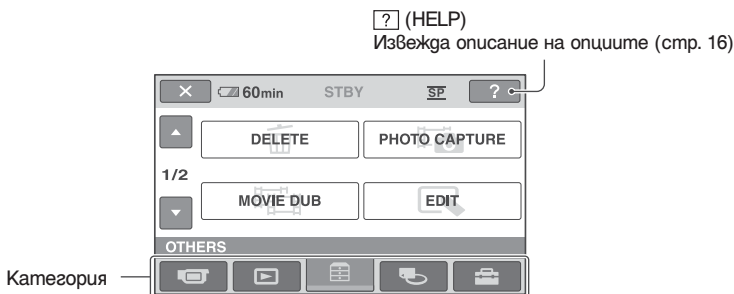 ? (HELP)
Извежда описание на опциите (стр. 16)
60min STBY SP ?
DELETE PHOTO CAPTURE
1/2
MOVIE DUB EDIT
OTHERS
Категория